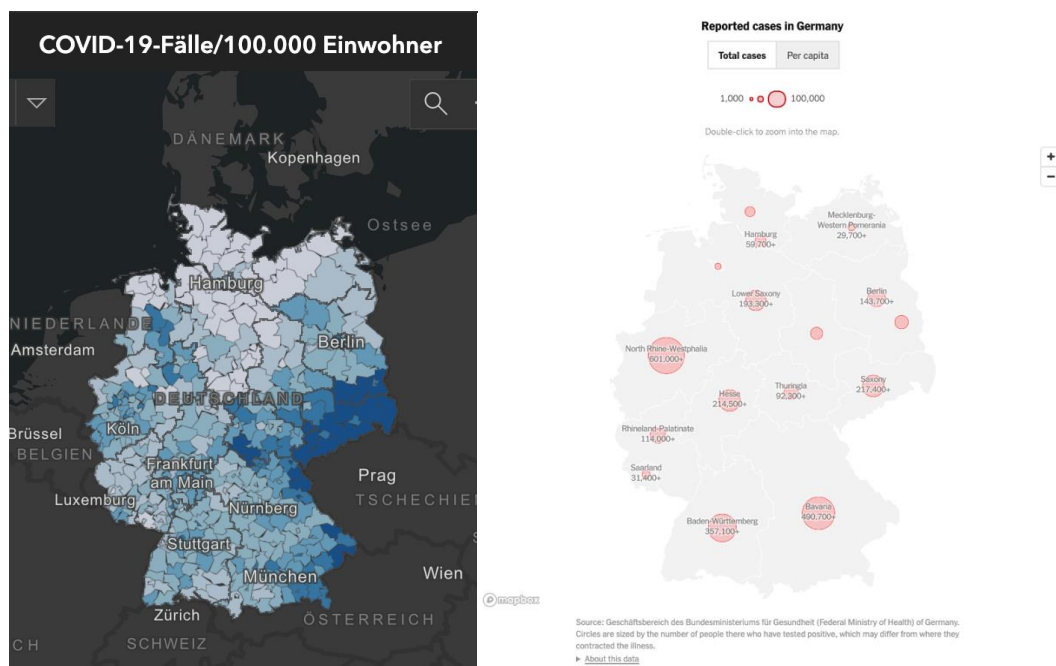 COVID-19-Fälle/100.000 Einwohner
DÄNEMARK
Kopenhagen
Ostsee
Hamburg
NIEDERLANDE
Amsterdam
Berlin
DEUTSCHLAND
Köln
Brüssel
BELGIEN
Frankfurt
am Main
Prag
Luxemburg
TSCHECHIEN
Nürnberg
Stuttgart
München
Wien
Zürich
ÖSTERREICH
SCHWEIZ
CH
Reported cases in Germany
Total cases
Per capita
1,000
100,000
Double-click to zoom into the map.
+
−
Mecklenburg-
Western Pomerania
29,700+
Hamburg
59,700+
Lower Saxony
193,300+
Berlin
143,700+
North Rhine-Westphalia
601,000+
Hesse
214,500+
Thuringia
92,300+
Saxony
217,400+
Rhineland-Palatinate
114,000+
Saarland
31,400+
Baden-Württemberg
357,100+
Bavaria
490,700+
mapbox
Source: Geschäftsbereich des Bundesministeriums für Gesundheit (Federal Ministry of Health) of Germany.
Circles are sized by the number of people there who have tested positive, which may differ from where they
contracted the illness.
About this data